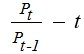 P_t / P_{t-1} − t